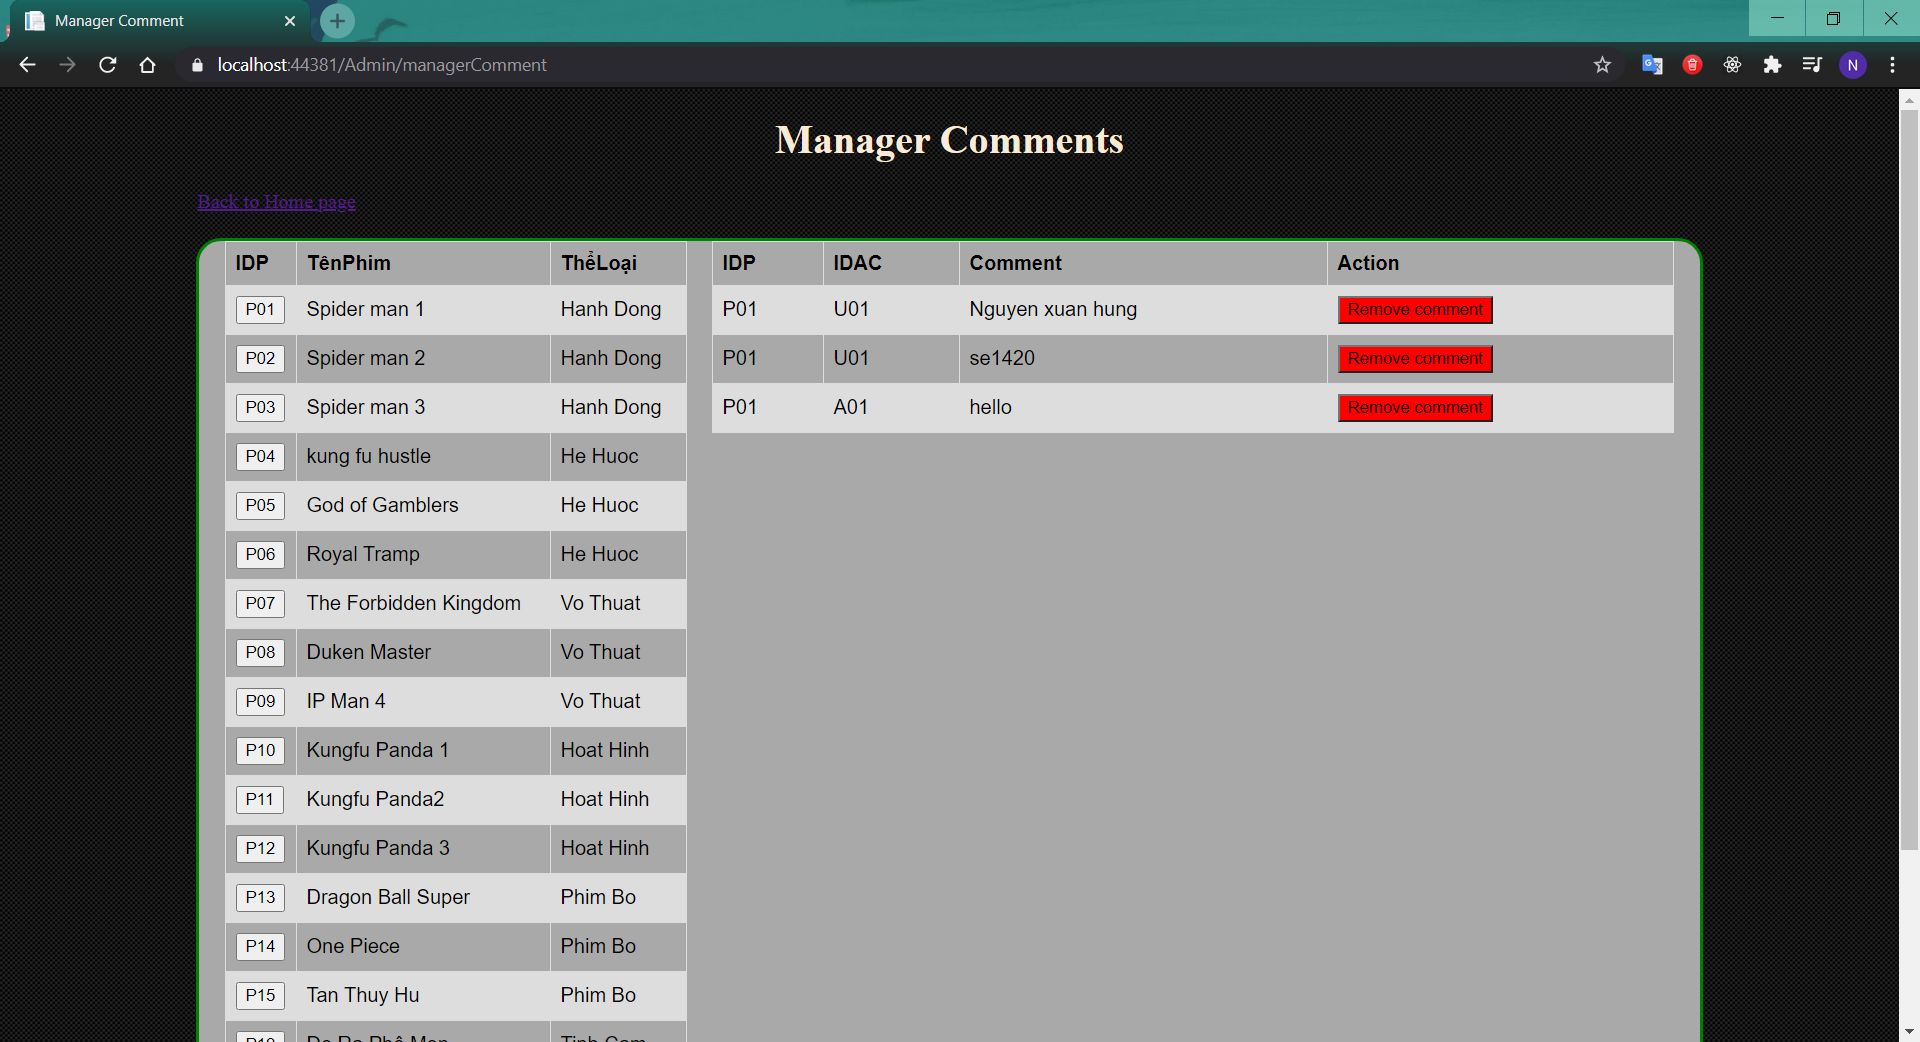 Manager Comment
localhost:44381/Admin/managerComment
N
Manager Comments
Back to Home page
IDP TênPhim ThểLoại
P01 Spider man 1 Hanh Dong
P02 Spider man 2 Hanh Dong
P03 Spider man 3 Hanh Dong
P04 kung fu hustle He Huoc
P05 God of Gamblers He Huoc
P06 Royal Tramp He Huoc
P07 The Forbidden Kingdom Vo Thuat
P08 Duken Master Vo Thuat
P09 IP Man 4 Vo Thuat
P10 Kungfu Panda 1 Hoat Hinh
P11 Kungfu Panda2 Hoat Hinh
P12 Kungfu Panda 3 Hoat Hinh
P13 Dragon Ball Super Phim Bo
P14 One Piece Phim Bo
P15 Tan Thuy Hu Phim Bo
Tinh Cam
IDP IDAC Comment Action
P01 U01 Nguyen xuan hung Remove comment
P01 U01 se1420 Remove comment
P01 A01 hello Remove comment